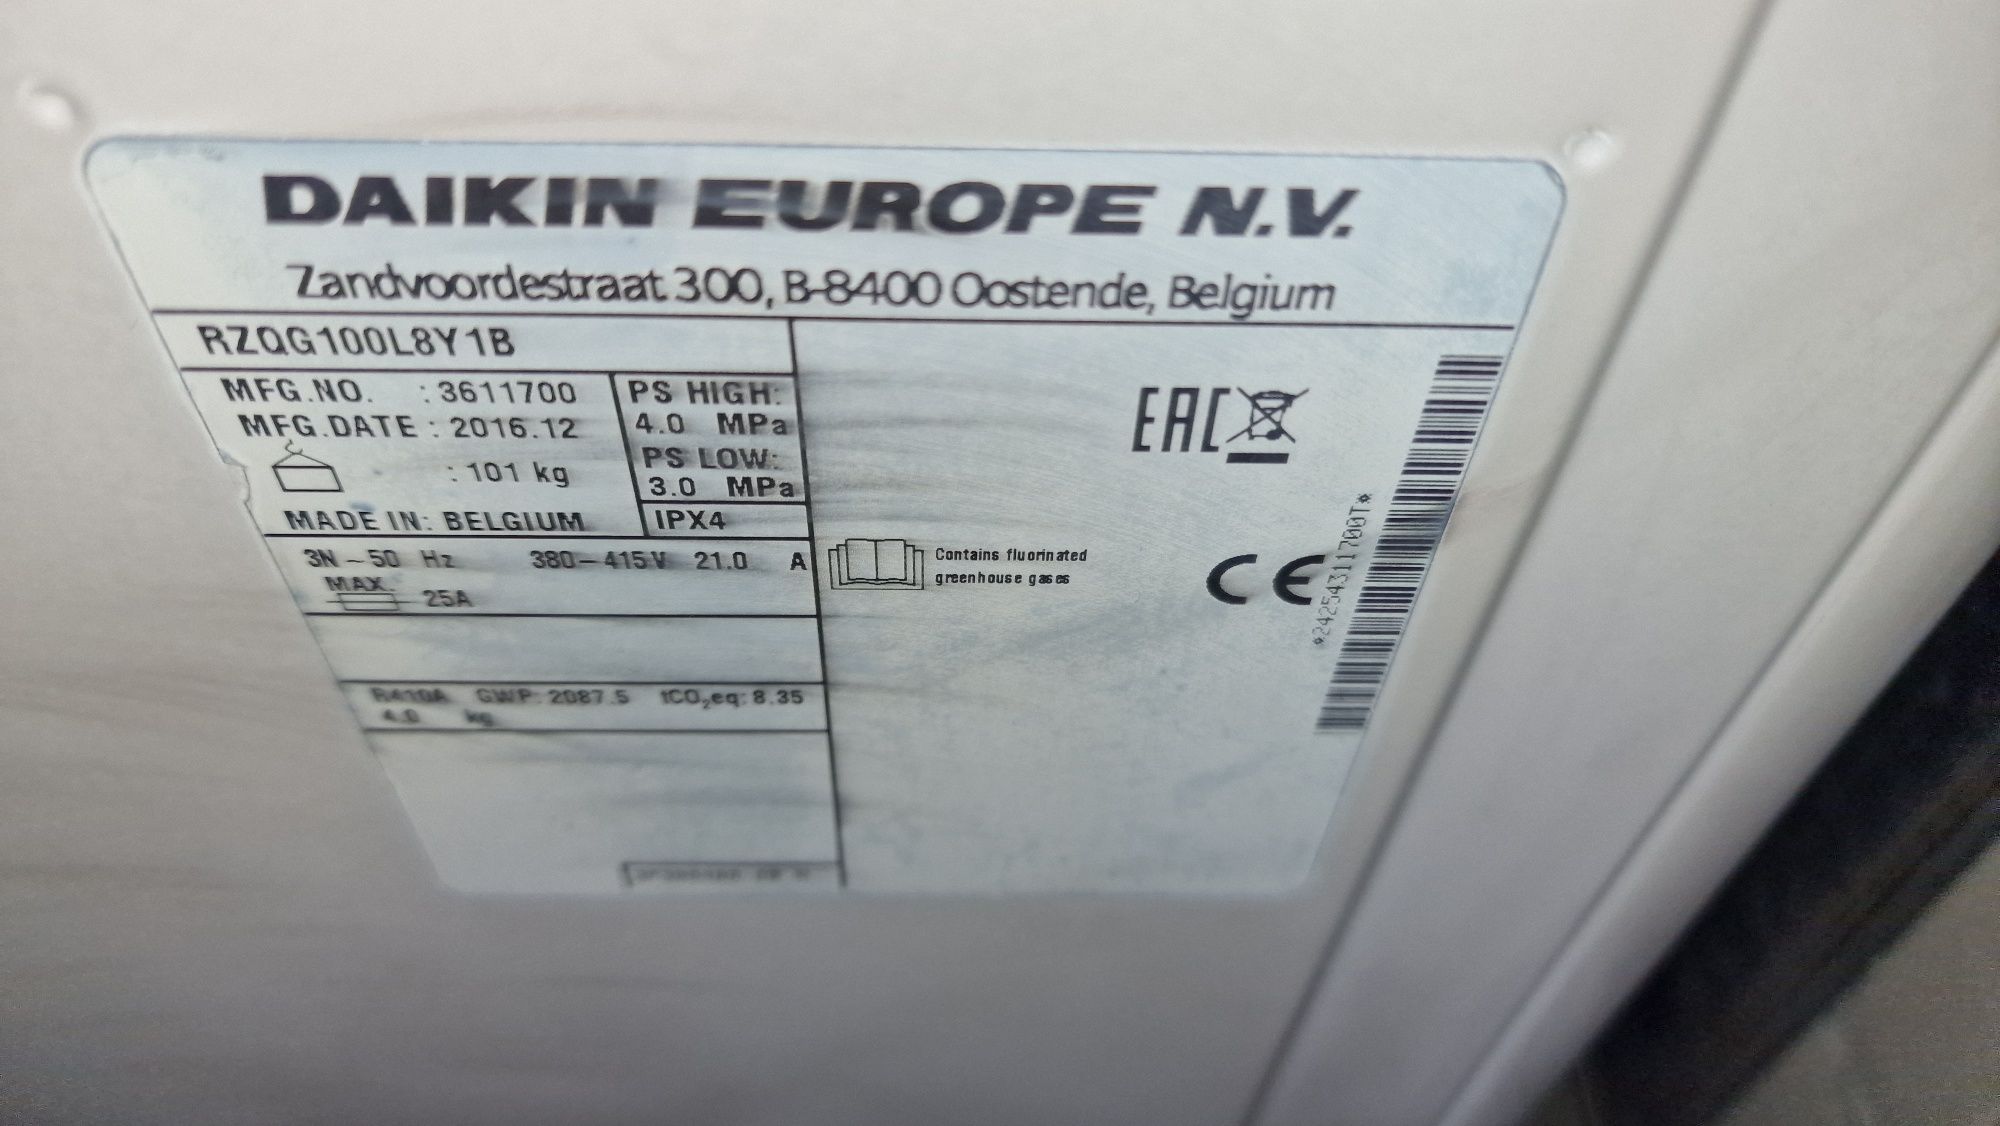 DAIKIN EUROPE N.V.
Zandvoordestraat 300, B-8400 Oostende, Belgium
RZQG100L8Y1B
MFG.NO. : 3611700
MFG.DATE : 2016.12
: 101 kg
MADE IN: BELGIUM
PS HIGH:
4.0 MPa
PS LOW:
3.0 MPa
IPX4
3N~50 Hz 380-415V 21.0 A
MAX.
25A
R410A GWP: 2087.5 tCO₂eq: 8.35
4.0 kg
Contains fluorinated
greenhouse gases
EAC
CE
*24254311700T*